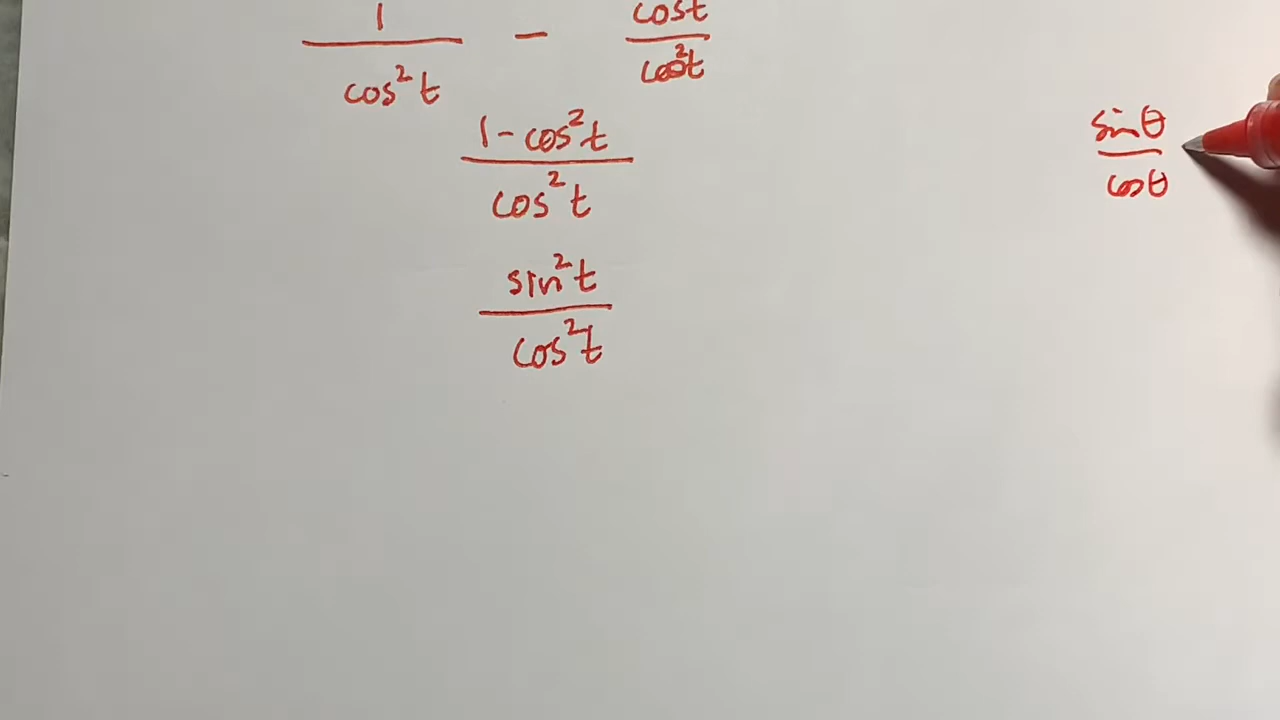 1/cos²t - cost/cos²t
1-cos²t/cos²t
sin²t/cos²t
sinθ/cosθ